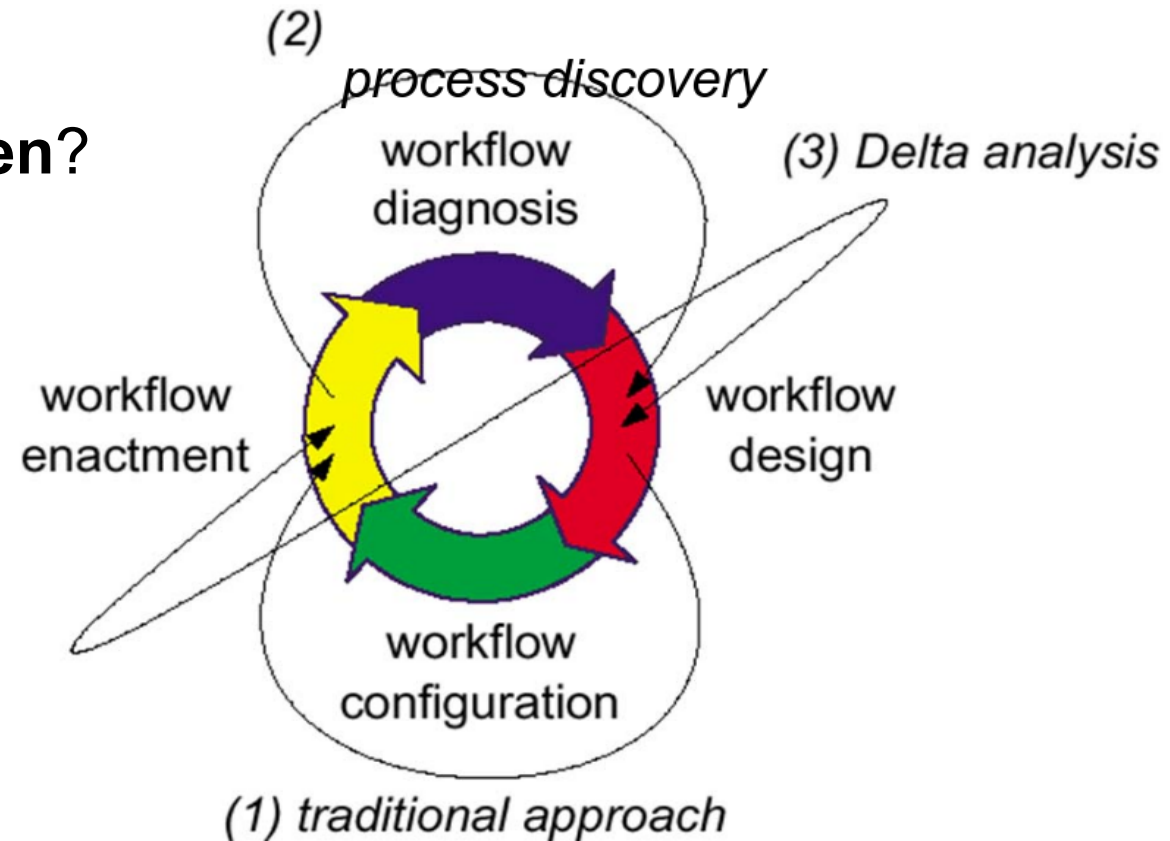 (2)
process discovery
en?
workflow
diagnosis
(3) Delta analysis
workflow
enactment
workflow
design
workflow
configuration
(1) traditional approach